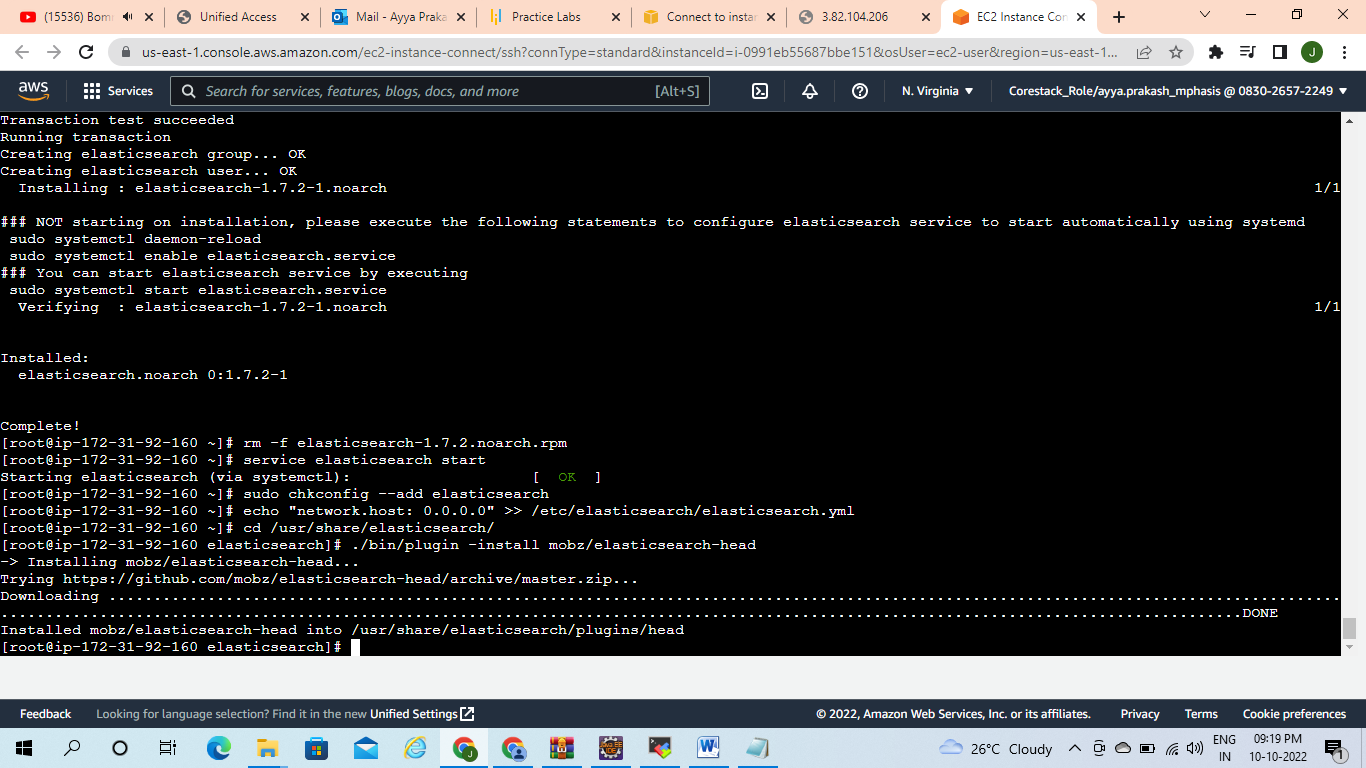 (15536) Bom
Unified Access
Mail - Ayya Praka
Practice Labs
Connect to instan
3.82.104.206
EC2 Instance Con
us-east-1.console.aws.amazon.com/ec2-instance-connect/ssh?connType=standard&instanceId=i-0991eb55687bbe151&osUser=ec2-user&region=us-east-1...
J
aws
Services
Search for services, features, blogs, docs, and more
[Alt+S]
N. Virginia
Corestack_Role/ayya.prakash_mphasis @ 0830-2657-2249
Transaction test succeeded
Running transaction
Creating elasticsearch group... OK
Creating elasticsearch user... OK
  Installing : elasticsearch-1.7.2-1.noarch 1/1
### NOT starting on installation, please execute the following statements to configure elasticsearch service to start automatically using systemd
 sudo systemctl daemon-reload
 sudo systemctl enable elasticsearch.service
### You can start elasticsearch service by executing
 sudo systemctl start elasticsearch.service
  Verifying  : elasticsearch-1.7.2-1.noarch 1/1
Installed:
  elasticsearch.noarch 0:1.7.2-1
Complete!
[root@ip-172-31-92-160 ~]# rm -f elasticsearch-1.7.2.noarch.rpm
[root@ip-172-31-92-160 ~]# service elasticsearch start
Starting elasticsearch (via systemctl): [  OK  ]
[root@ip-172-31-92-160 ~]# sudo chkconfig --add elasticsearch
[root@ip-172-31-92-160 ~]# echo "network.host: 0.0.0.0" >> /etc/elasticsearch/elasticsearch.yml
[root@ip-172-31-92-160 ~]# cd /usr/share/elasticsearch/
[root@ip-172-31-92-160 elasticsearch]# ./bin/plugin -install mobz/elasticsearch-head
-> Installing mobz/elasticsearch-head...
Trying https://github.com/mobz/elasticsearch-head/archive/master.zip...
Downloading .........................................................................................................................................
..........................................................................................................................................DONE
Installed mobz/elasticsearch-head into /usr/share/elasticsearch/plugins/head
[root@ip-172-31-92-160 elasticsearch]#
Feedback
Looking for language selection? Find it in the new Unified Settings
© 2022, Amazon Web Services, Inc. or its affiliates.
Privacy
Terms
Cookie preferences
26°C Cloudy
ENG
IN
09:19 PM
10-10-2022
1